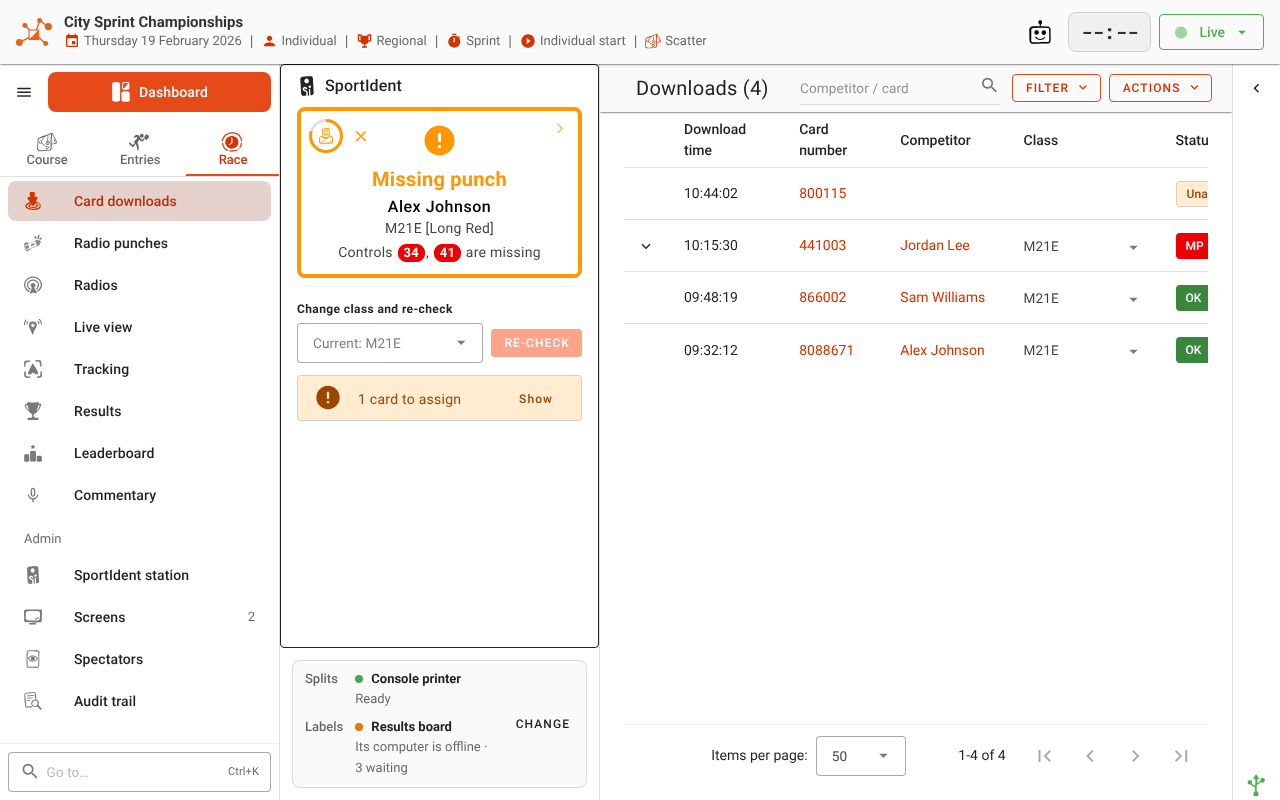 City Sprint Championships
Thursday 19 February 2026 | Individual | Regional | Sprint | Individual start | Scatter
--:--
Live
Dashboard
Course
Entries
Race
Card downloads
Radio punches
Radios
Live view
Tracking
Results
Leaderboard
Commentary
Admin
SportIdent station
Screens 2
Spectators
Audit trail
Go to… Ctrl+K
SportIdent
Missing punch
Alex Johnson
M21E [Long Red]
Controls 34, 41 are missing
Change class and re-check
Current: M21E
RE-CHECK
1 card to assign Show
Splits Console printer
Ready
Labels Results board CHANGE
Its computer is offline ·
3 waiting
Downloads (4)
Competitor / card
FILTER
ACTIONS
Download time Card number Competitor Class Statu
10:44:02 800115 Una
10:15:30 441003 Jordan Lee M21E MP
09:48:19 866002 Sam Williams M21E OK
09:32:12 8088671 Alex Johnson M21E OK
Items per page: 50 1-4 of 4